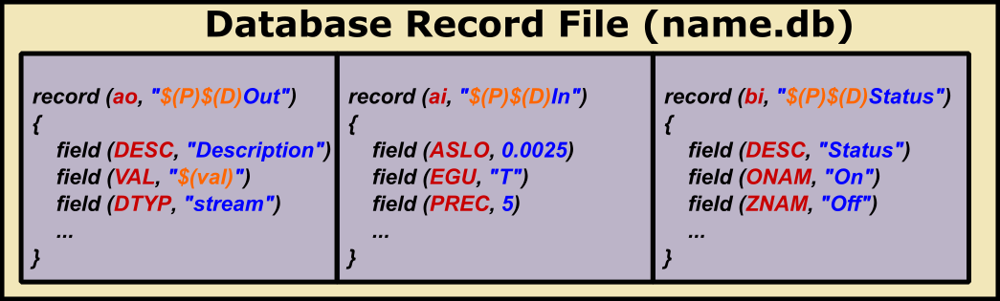 Database Record File (name.db)
record (ao, "$(P)$(D)Out")
{
field (DESC, "Description")
field (VAL, "$(val)")
field (DTYP, "stream")
...
}
record (ai, "$(P)$(D)In")
{
field (ASLO, 0.0025)
field (EGU, "T")
field (PREC, 5)
...
}
record (bi, "$(P)$(D)Status")
{
field (DESC, "Status")
field (ONAM, "On")
field (ZNAM, "Off")
...
}